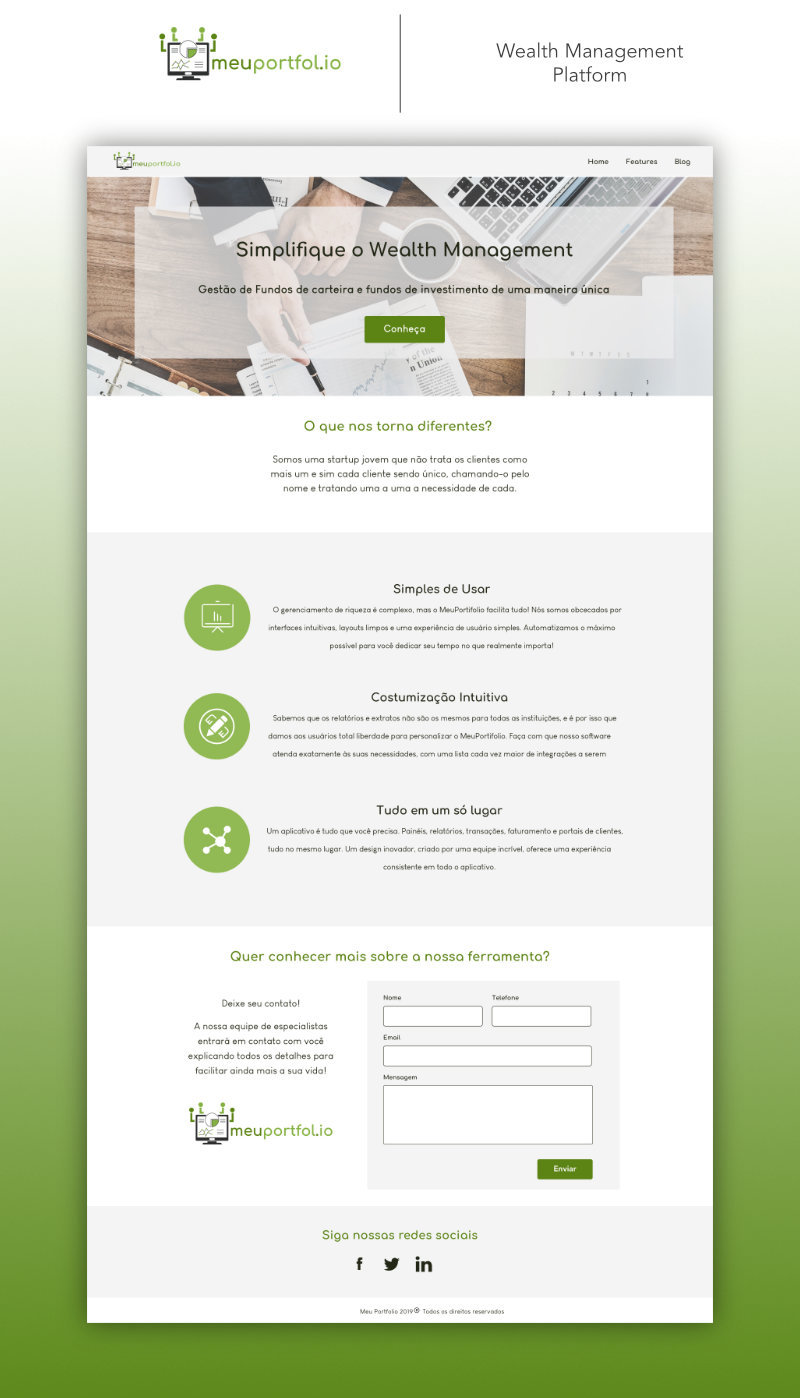 meuportfol.io
Wealth Management
Platform
meuportfol.io
Home
Features
Blog
Simplifique o Wealth Management
Gestão de Fundos de carteira e fundos de investimento de uma maneira única
Conheça
y of the
n Union
M T W T F S
1
2 3 4 5 6 7 8
O que nos torna diferentes?
Somos uma startup jovem que não trata os clientes como
mais um e sim cada cliente sendo único, chamando-o pelo
nome e tratando uma a uma a necessidade de cada.
Simples de Usar
O gerenciamento de riqueza é complexo, mas o MeuPortifolio facilita tudo! Nós somos obcecados por
interfaces intuitivas, layouts limpos e uma experiência de usuário simples. Automatizamos o máximo
possível para você dedicar seu tempo no que realmente importa!
Costumização Intuitiva
Sabemos que os relatórios e extratos não são os mesmos para todas as instituições, e é por isso que
damos aos usuários total liberdade para personalizar o MeuPortifolio. Faça com que nosso software
atenda exatamente às suas necessidades, com uma lista cada vez maior de integrações a serem
Tudo em um só lugar
Um aplicativo é tudo que você precisa. Painéis, relatórios, transações, faturamento e portais de clientes,
tudo no mesmo lugar. Um design inovador, criado por uma equipe incrível, oferece uma experiência
consistente em todo o aplicativo.
Quer conhecer mais sobre a nossa ferramenta?
Deixe seu contato!
A nossa equipe de especialistas
entrará em contato com você
explicando todos os detalhes para
facilitar ainda mais a sua vida!
meuportfol.io
Nome
Telefone
Email
Mensagem
Enviar
Siga nossas redes sociais
Meu Portfolio 2019® Todos os direitos reservados